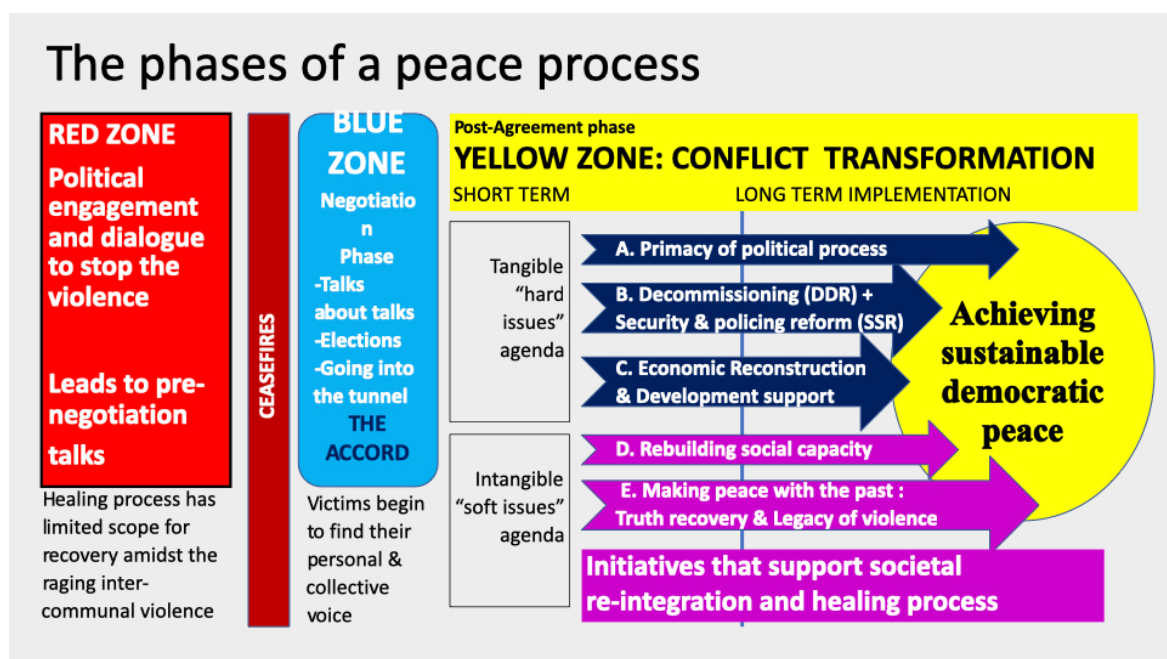 The phases of a peace process
RED ZONE
Political
engagement
and dialogue
to stop the
violence
Leads to pre-
negotiation
talks
Healing process has
limited scope for
recovery amidst the
raging inter-
communal violence
CEASEFIRES
BLUE
ZONE
Negotiatio
n
Phase
-Talks
about talks
-Elections
-Going into
the tunnel
THE
ACCORD
Victims begin
to find their
personal &
collective
voice
Post-Agreement phase
YELLOW ZONE: CONFLICT TRANSFORMATION
SHORT TERM
LONG TERM IMPLEMENTATION
Tangible
“hard
issues”
agenda
A. Primacy of political process
B. Decommissioning (DDR) +
Security & policing reform (SSR)
C. Economic Reconstruction
& Development support
Intangible
“soft issues”
agenda
D. Rebuilding social capacity
E. Making peace with the past :
Truth recovery & Legacy of violence
Initiatives that support societal
re-integration and healing process
Achieving
sustainable
democratic
peace